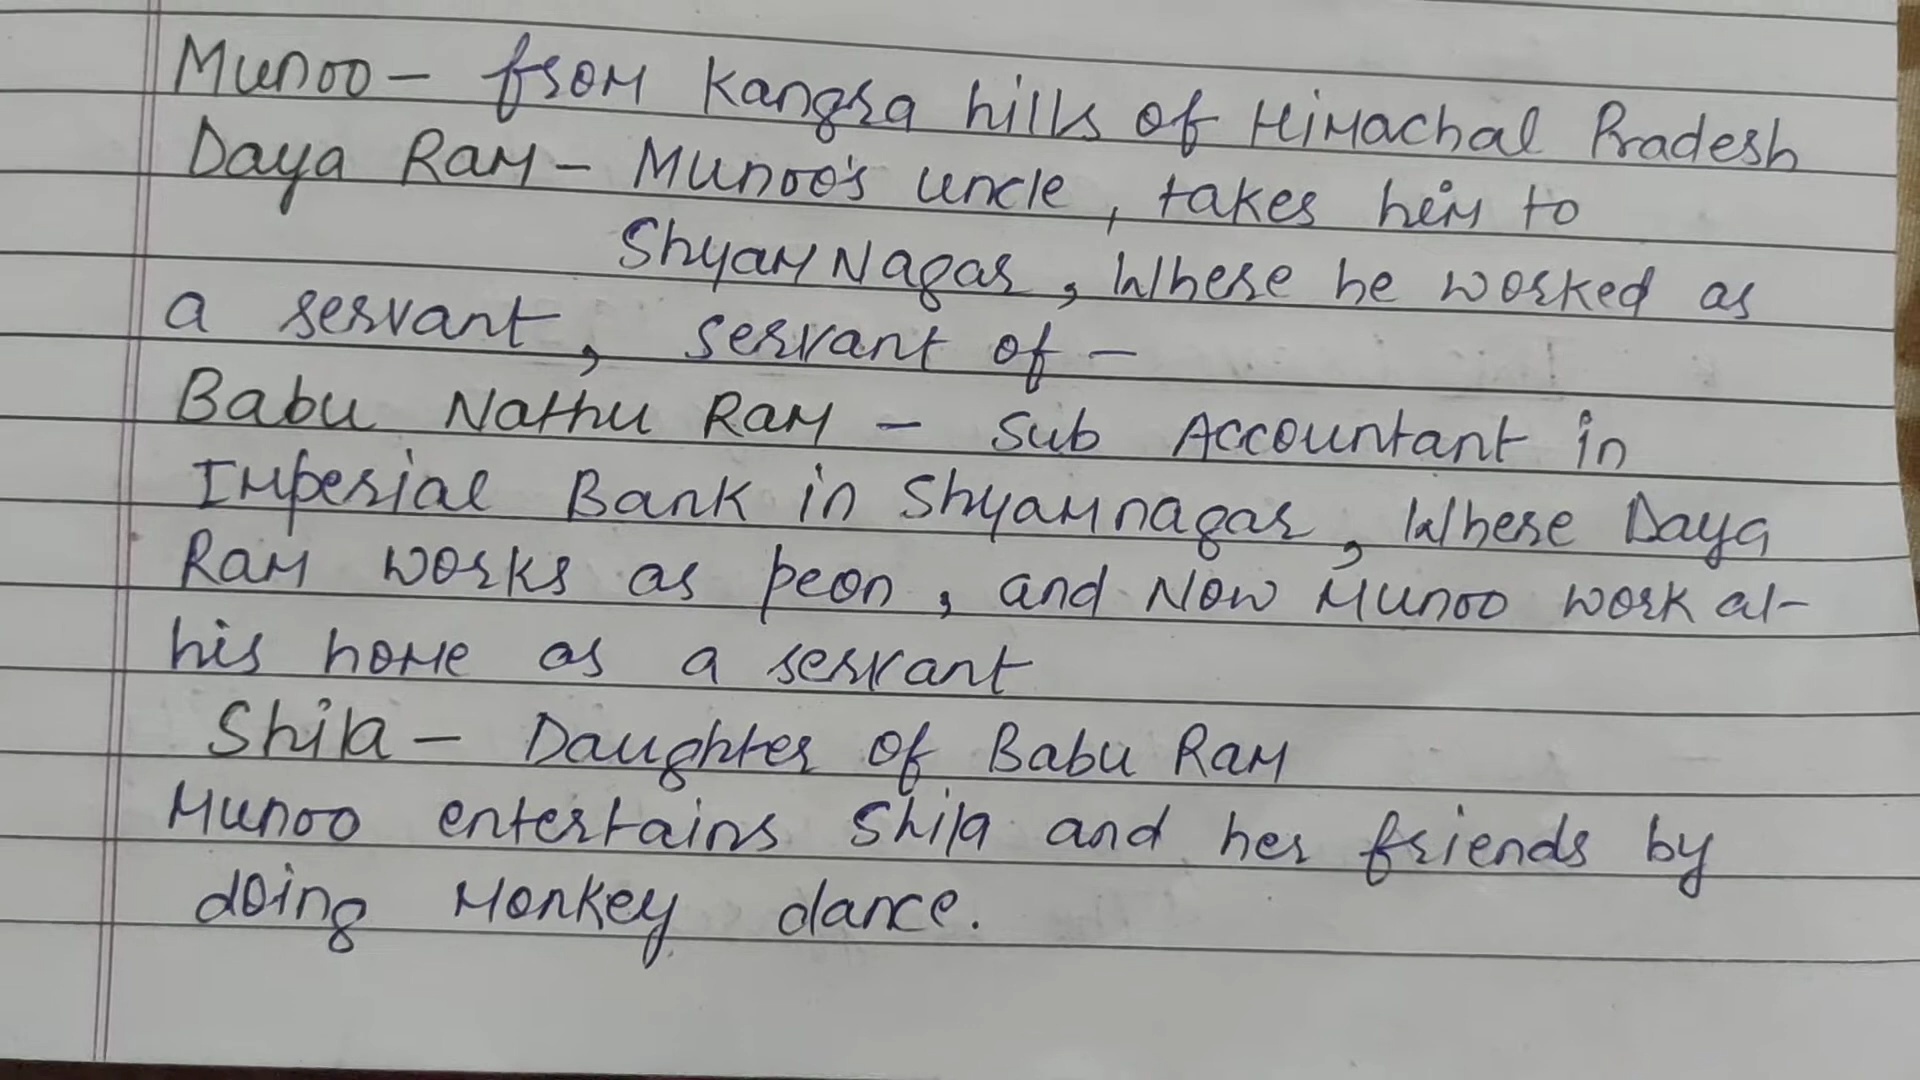 Munoo – from Kangra hills of Himachal Pradesh
Daya Ram – Munoo's uncle, takes him to
Shyam Nagar, Where he worked as
a servant, servant of –
Babu Nathu Ram – Sub Accountant in
Imperial Bank in Shyamnagar, Where Daya
Ram works as peon, and Now Munoo work at
his home as a servant
Shila – Daughter of Babu Ram
Munoo entertains Shila and her friends by
doing Monkey dance.